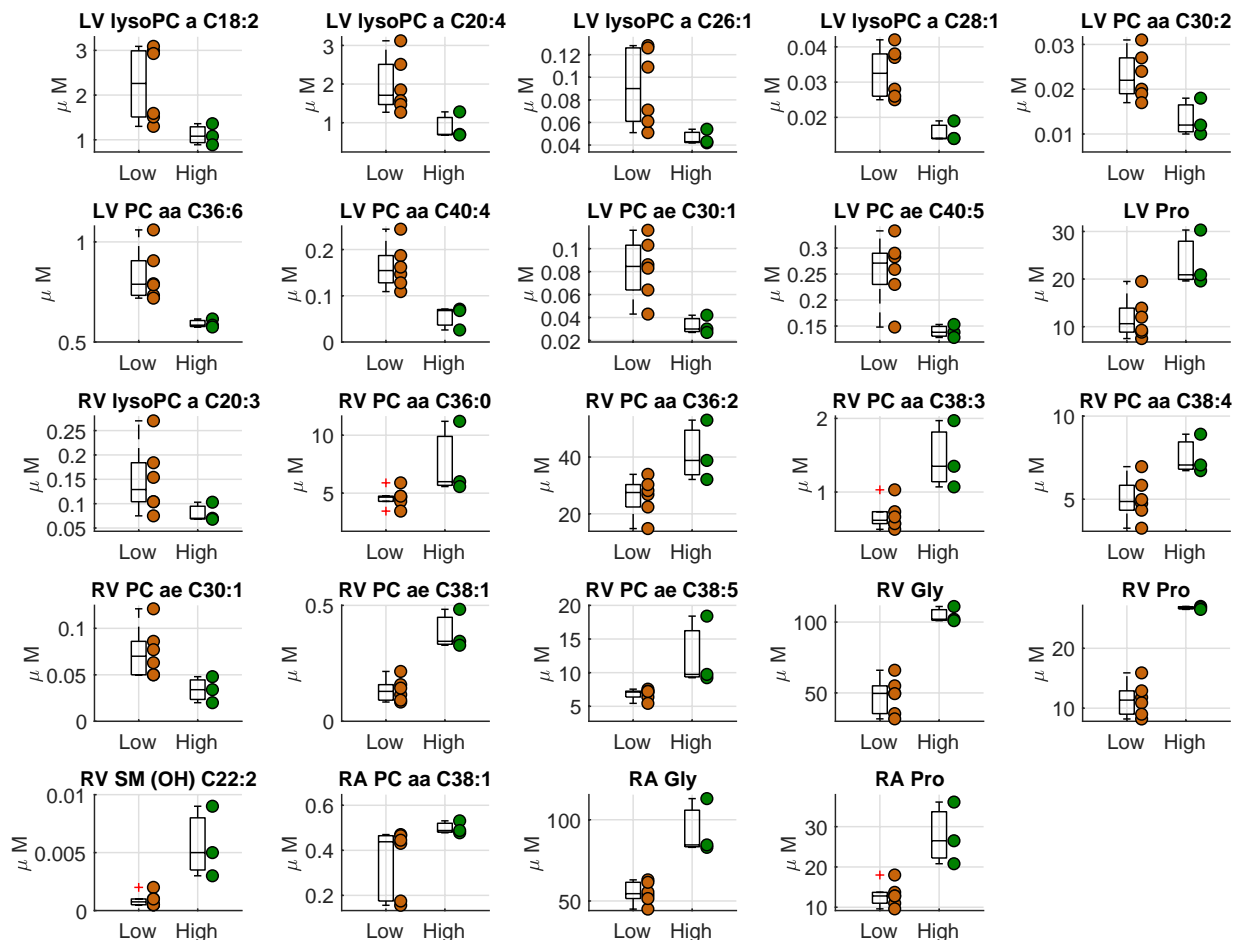 LV lysoPC a C18:2 LV lysoPC a C20:4 LV lysoPC a C26:1 LV lysoPC a C28:1 LV PC aa C30:2
μ M 3 2 1 Low High
μ M 3 2 1 Low High
μ M 0.12 0.1 0.08 0.06 0.04 Low High
μ M 0.04 0.03 0.02 Low High
μ M 0.03 0.02 0.01 Low High
LV PC aa C36:6 LV PC aa C40:4 LV PC ae C30:1 LV PC ae C40:5 LV Pro
μ M 1 0.5 Low High
μ M 0.2 0.1 0 Low High
μ M 0.1 0.08 0.06 0.04 0.02 Low High
μ M 0.3 0.25 0.2 0.15 Low High
μ M 30 20 10 Low High
RV lysoPC a C20:3 RV PC aa C36:0 RV PC aa C36:2 RV PC aa C38:3 RV PC aa C38:4
μ M 0.25 0.2 0.15 0.1 0.05 Low High
μ M 10 5 Low High
μ M 40 20 Low High
μ M 2 1 Low High
μ M 10 5 Low High
RV PC ae C30:1 RV PC ae C38:1 RV PC ae C38:5 RV Gly RV Pro
μ M 0.1 0.05 0 Low High
μ M 0.5 0 Low High
μ M 20 15 10 5 Low High
μ M 100 50 Low High
μ M 20 10 Low High
RV SM (OH) C22:2 RA PC aa C38:1 RA Gly RA Pro
μ M 0.01 0.005 0 Low High
μ M 0.6 0.4 0.2 Low High
μ M 100 50 Low High
μ M 30 20 10 Low High